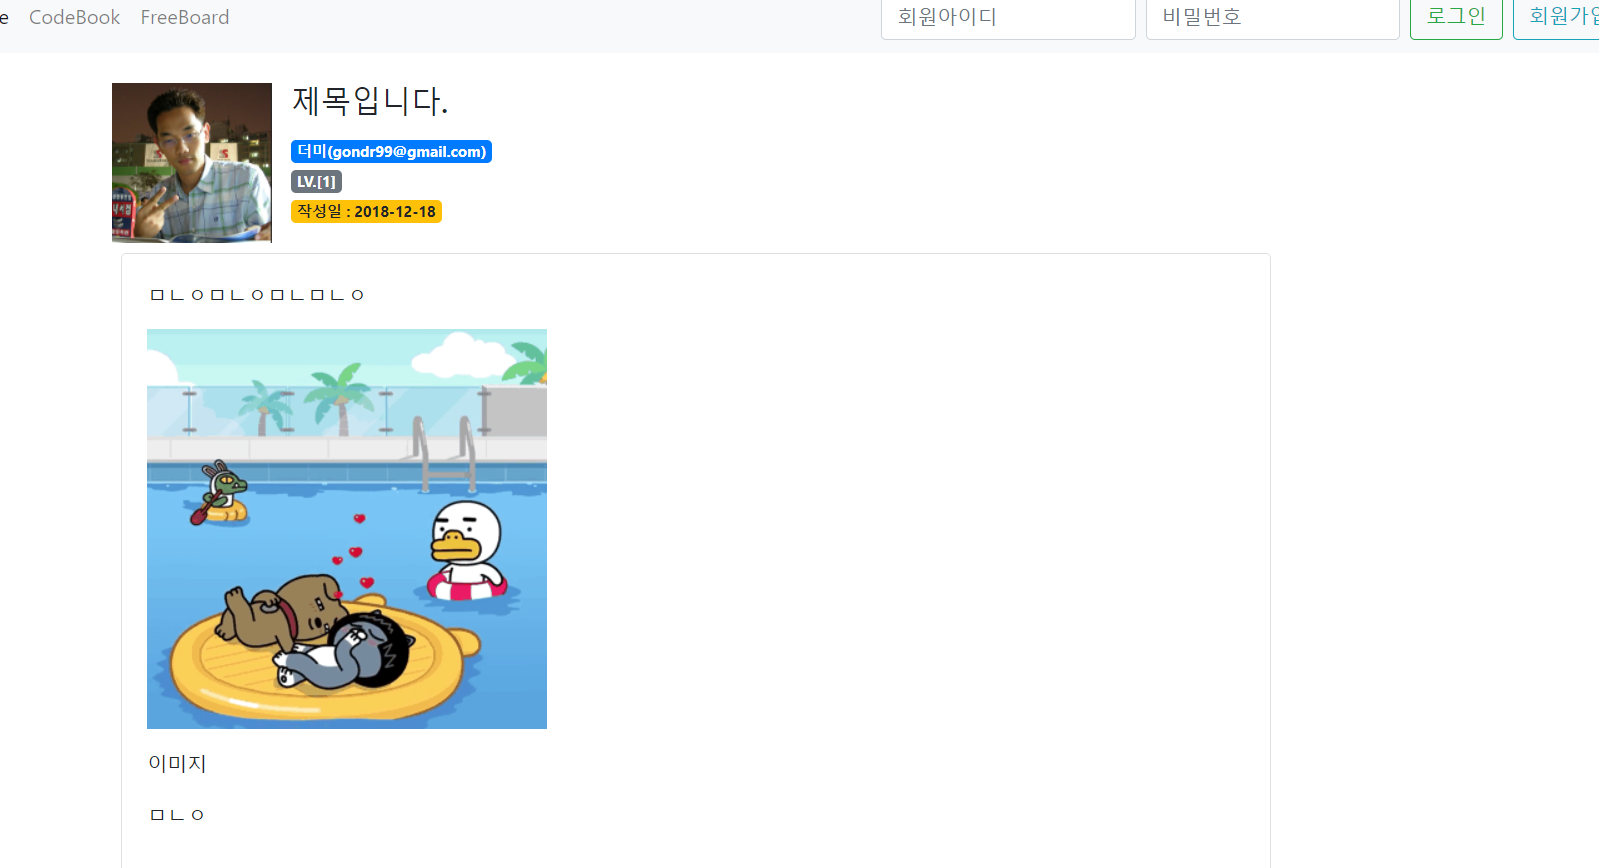 e CodeBook FreeBoard 회원아이디 비밀번호 로그인 회원가입
제목입니다.
더미(gondr99@gmail.com)
LV.[1]
작성일 : 2018-12-18
ㅁㄴㅇㅁㄴㅇㅁㄴㅁㄴㅇ
이미지
ㅁㄴㅇ